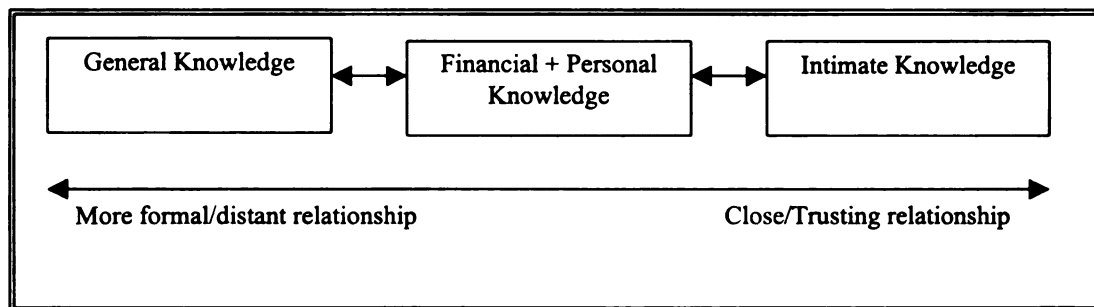 General Knowledge
Financial + Personal
Knowledge
Intimate Knowledge
More formal/distant relationship
Close/Trusting relationship